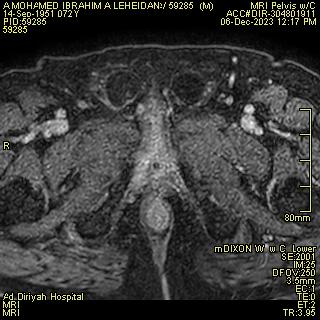 A MOHAMED IBRAHIM A LEHEIDAN:/ 59285 (M)
14-Sep-1951 072Y
PID:59285
59285
MRI Pelvis w/C
ACC#DIR-304801911
06-Dec-2023 12:17 PM
R
80mm
mDIXON W w C Lower
SE:2001
IM:25
DFOV:250
3.5mm
EC:1
TE:0
ET:2
TR:3.95
Ad Diriyah Hospital
MRI
MRI